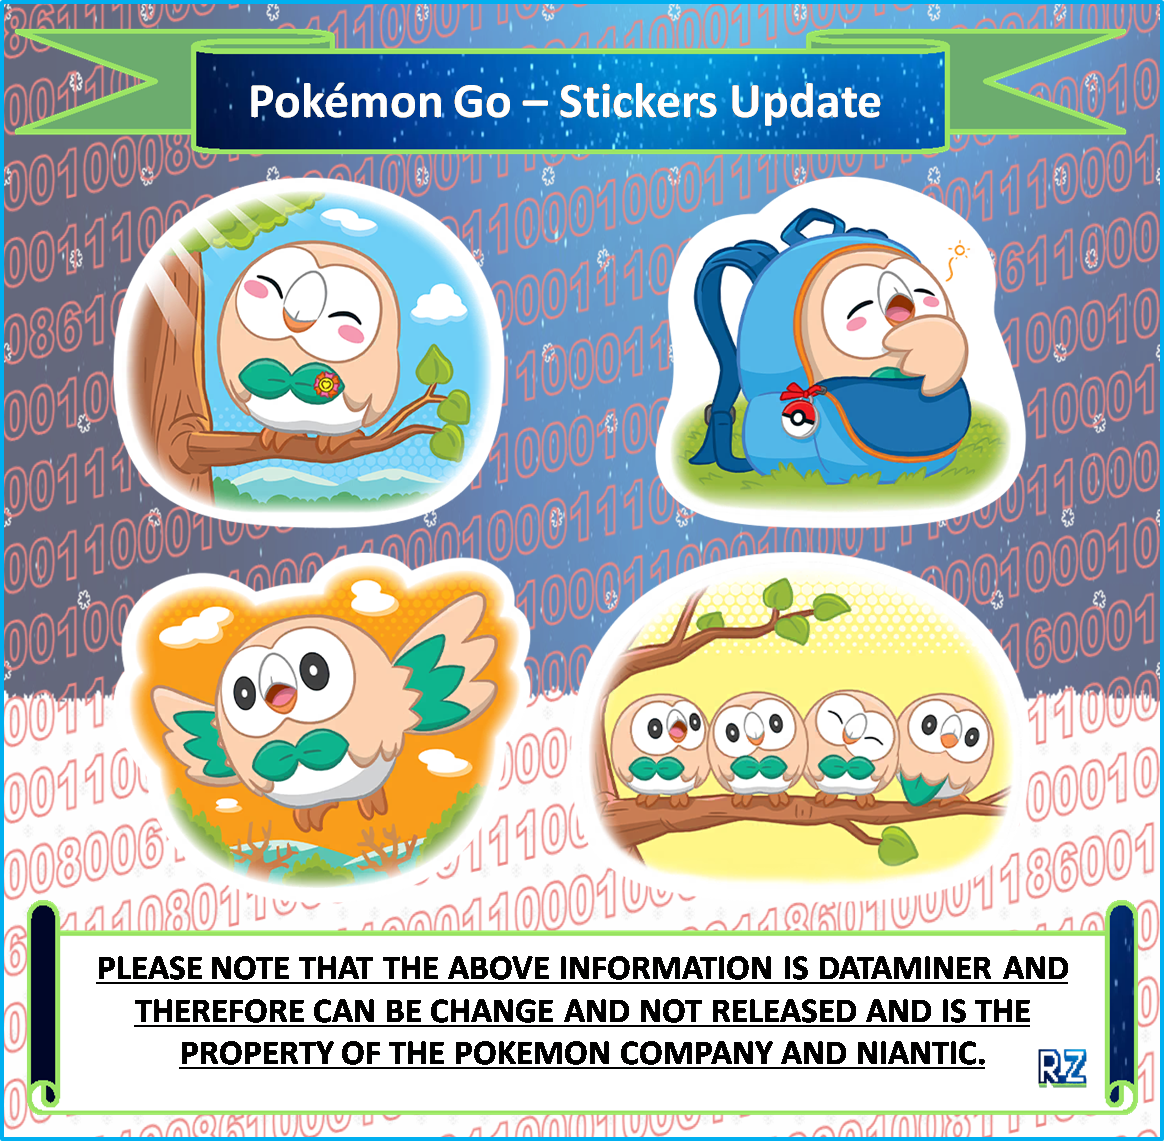 Pokémon Go – Stickers Update
PLEASE NOTE THAT THE ABOVE INFORMATION IS DATAMINER AND
THEREFORE CAN BE CHANGE AND NOT RELEASED AND IS THE
PROPERTY OF THE POKEMON COMPANY AND NIANTIC.
RZ